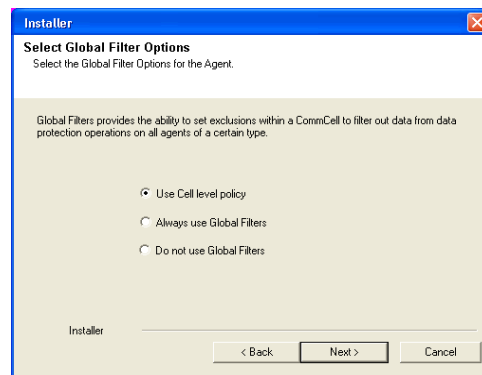 Installer
Select Global Filter Options
Select the Global Filter Options for the Agent.
Global Filters provides the ability to set exclusions within a CommCell to filter out data from data
protection operations on all agents of a certain type.
Use Cell level policy
Always use Global Filters
Do not use Global Filters
Installer
< Back
Next >
Cancel